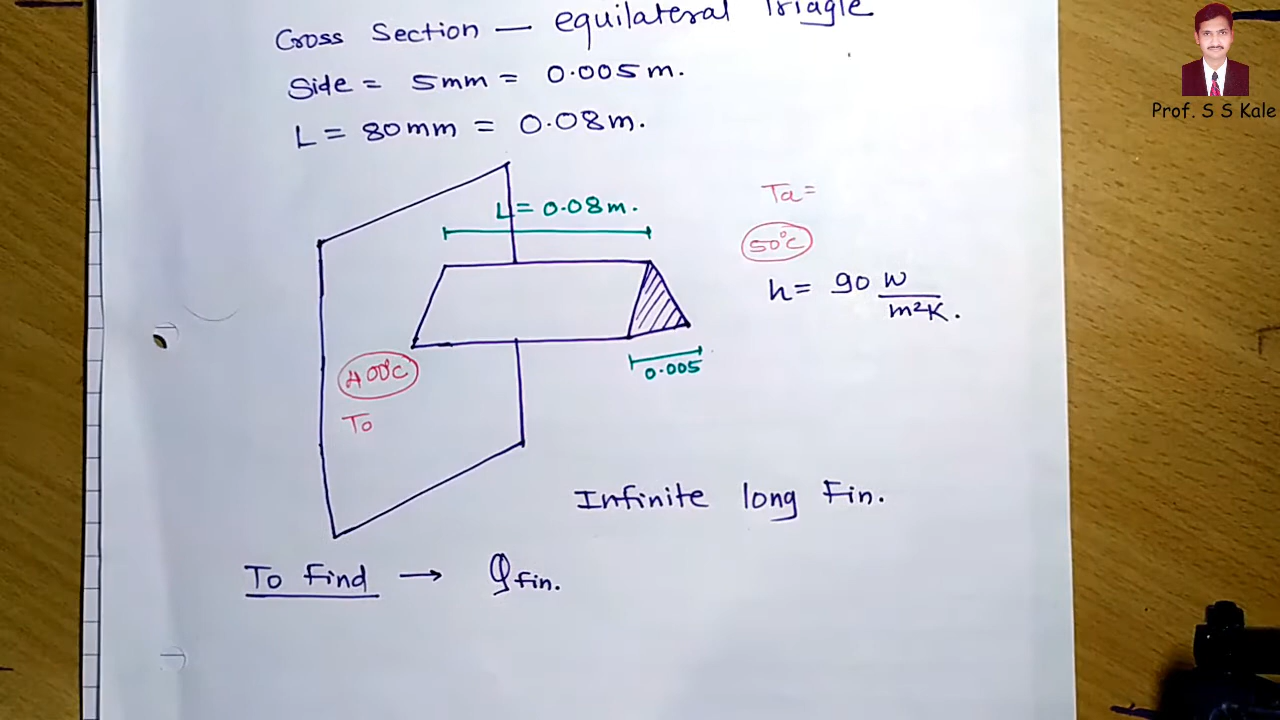 Cross Section — equilateral Triagle
Side = 5mm = 0.005m.
L = 80mm = 0.08m.
L = 0.08m.
Ta =
50°C
h = 90 W/m²K.
400°C
To
0.005
Infinite long Fin.
To Find → Qfin.
Prof. S S Kale